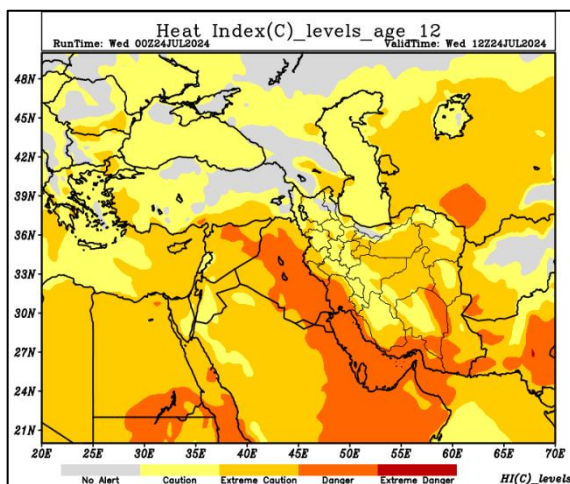 Heat Index(C)_levels_age 12
RunTime: Wed 00Z24JUL2024 ValidTime: Wed 12Z24JUL2024
48N
45N
42N
39N
36N
33N
30N
27N
24N
21N
20E 25E 30E 35E 40E 45E 50E 55E 60E 65E 70E
No Alert Caution Extreme Caution Danger Extreme Danger
HI(C)_levels